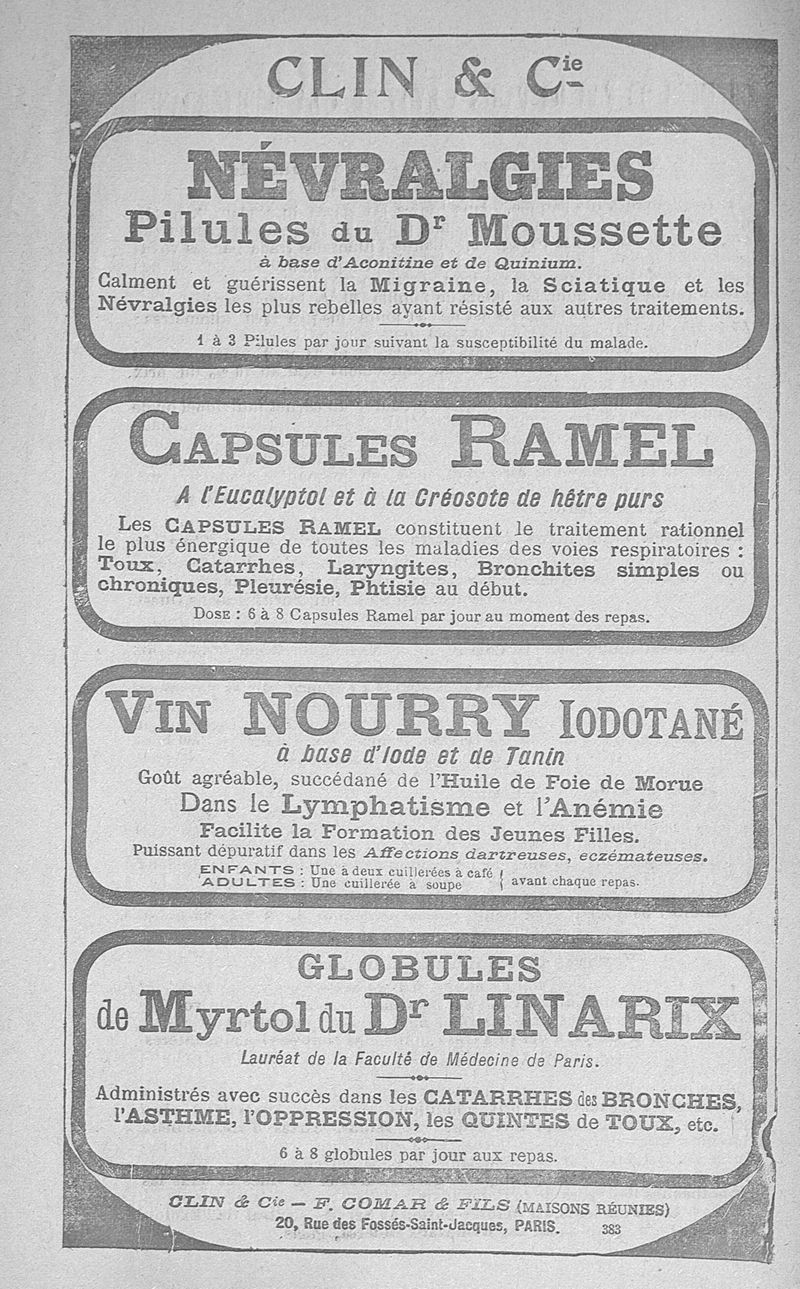 CLIN & Cie
NÉVRALGIES
Pilules du Dr Moussette
à base d'Aconitine et de Quinium.
Calment et guérissent la Migraine, la Sciatique et les
Névralgies les plus rebelles ayant résisté aux autres traitements.
1 à 3 Pilules par jour suivant la susceptibilité du malade.
CAPSULES RAMEL
A l'Eucalyptol et à la Créosote de hêtre purs
Les CAPSULES RAMEL constituent le traitement rationnel
le plus énergique de toutes les maladies des voies respiratoires :
Toux, Catarrhes, Laryngites, Bronchites simples ou
chroniques, Pleurésie, Phtisie au début.
DOSE : 6 à 8 Capsules Ramel par jour au moment des repas.
VIN NOURRY IODOTANÉ
à base d'Iode et de Tanin
Goût agréable, succédané de l'Huile de Foie de Morue
Dans le Lymphatisme et l'Anémie
Facilite la Formation des Jeunes Filles.
Puissant dépuratif dans les Affections dartreuses, eczémateuses.
ENFANTS : Une à deux cuillerées à café
ADULTES : Une cuillerée à soupe } avant chaque repas.
GLOBULES
de Myrtol du Dr LINARIX
Lauréat de la Faculté de Médecine de Paris.
Administrés avec succès dans les CATARRHES des BRONCHES,
l'ASTHME, l'OPPRESSION, les QUINTES de TOUX, etc.
6 à 8 globules par jour aux repas.
CLIN & Cie — F. COMAR & FILS (MAISONS RÉUNIES)
20, Rue des Fossés-Saint-Jacques, PARIS. 383